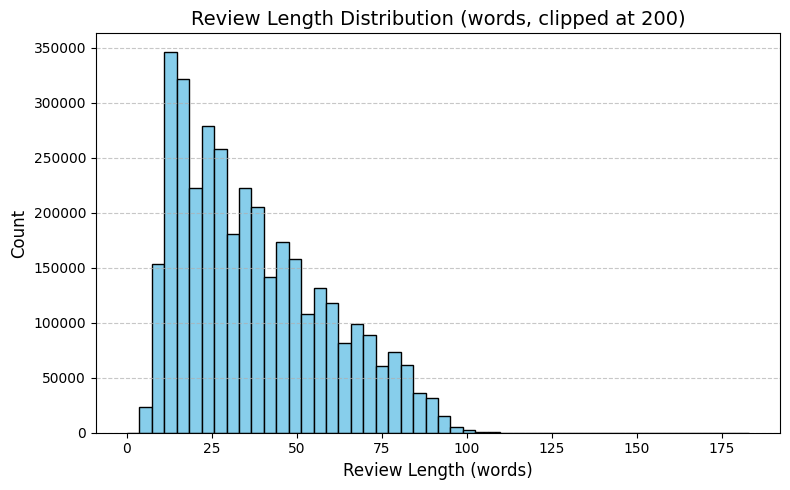 Review Length Distribution (words, clipped at 200)
350000
300000
250000
200000
150000
100000
50000
0
Count
0 25 50 75 100 125 150 175
Review Length (words)